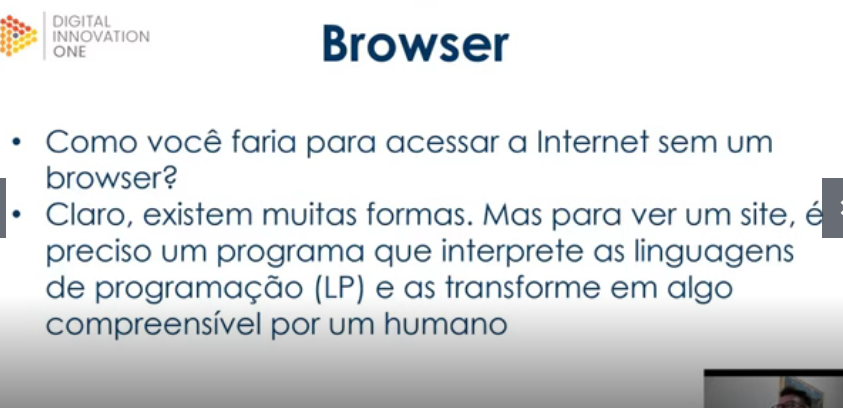 DIGITAL
INNOVATION
ONE
Browser
• Como você faria para acessar a Internet sem um
browser?
• Claro, existem muitas formas. Mas para ver um site, é
preciso um programa que interprete as linguagens
de programação (LP) e as transforme em algo
compreensível por um humano